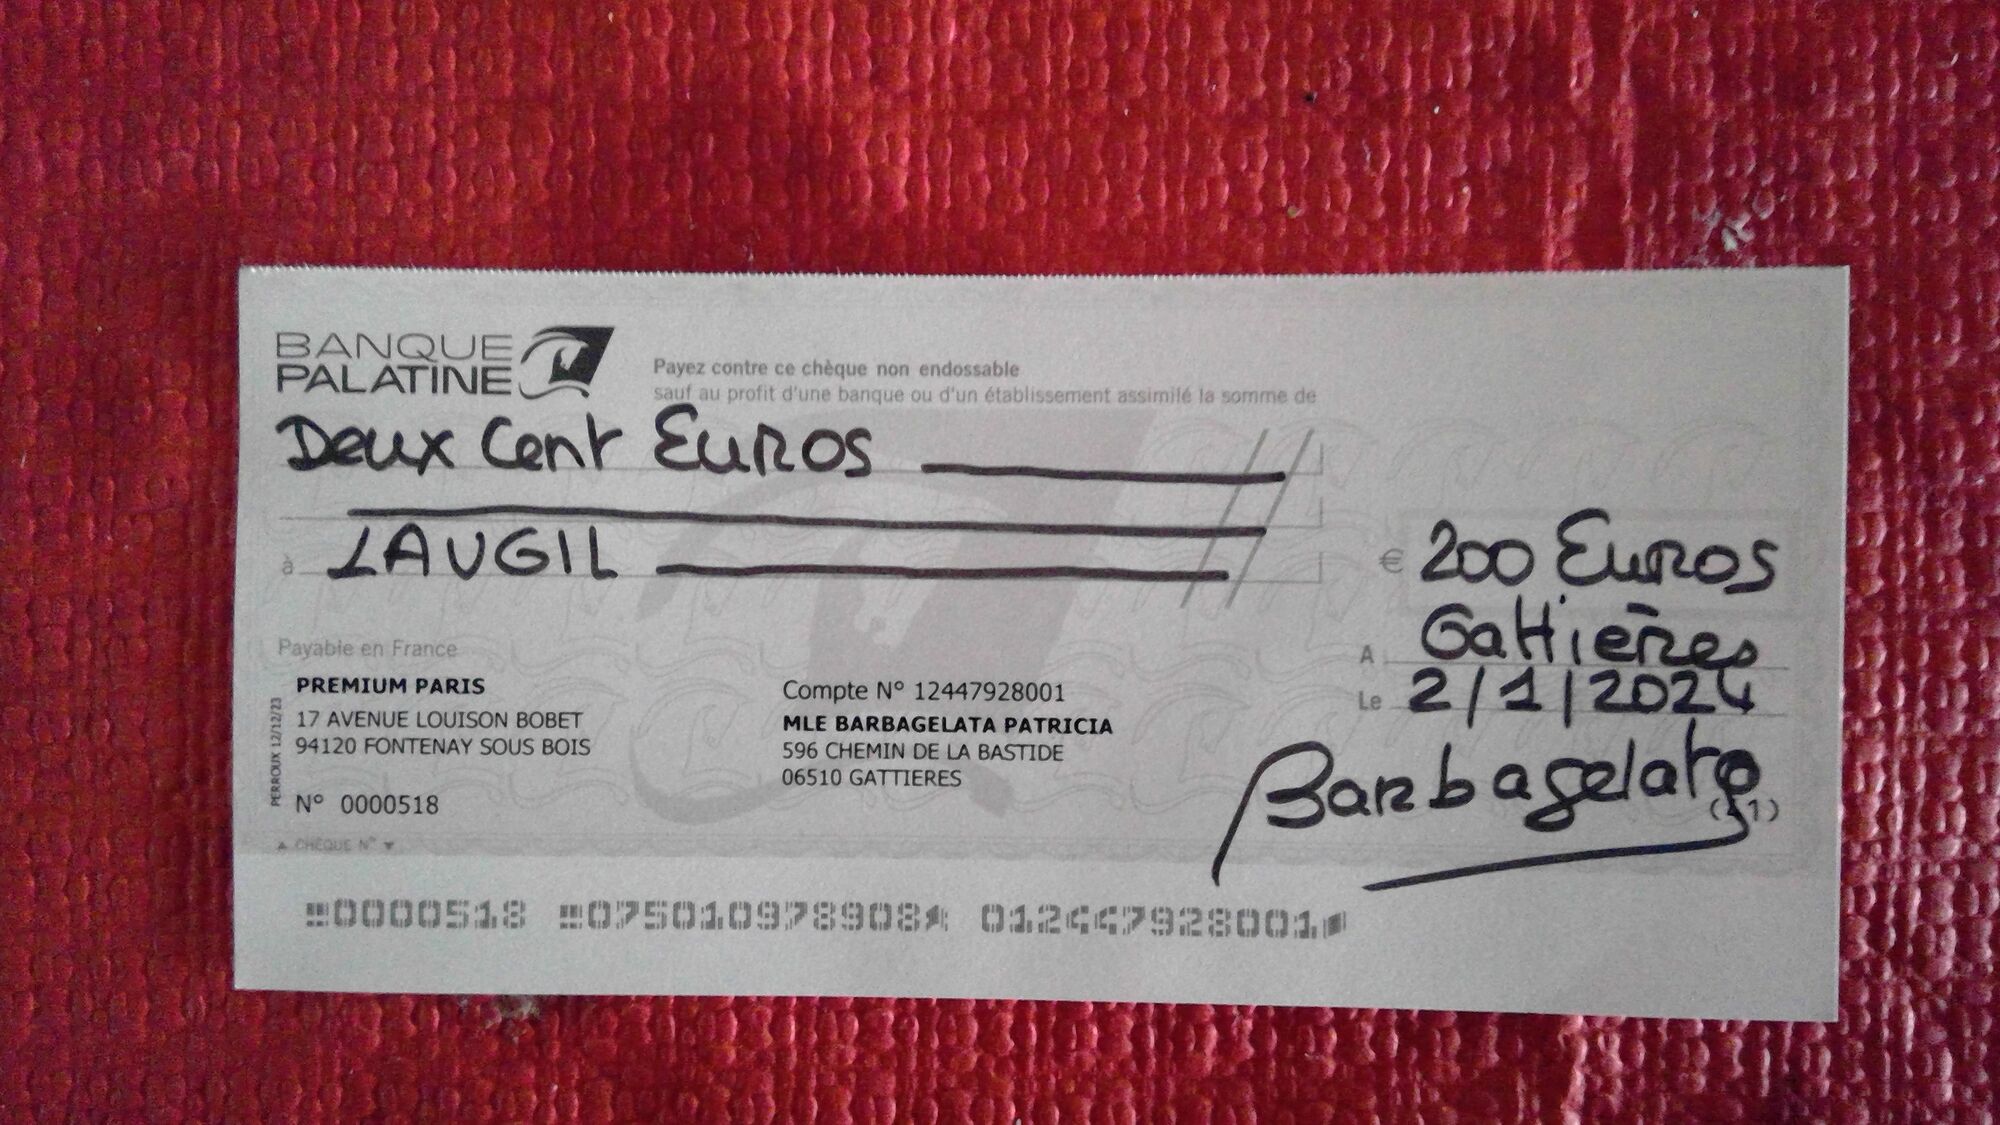 BANQUE
PALATINE
Payez contre ce chèque non endossable
sauf au profit d'une banque ou d'un établissement assimilé la somme de
Deux Cent Euros
à LAUGIL
€ 200 Euros
A Gattières
Le 2/1/2024
Payable en France
PREMIUM PARIS
17 AVENUE LOUISON BOBET
94120 FONTENAY SOUS BOIS
N° 0000518
PERROUX 12/12/23
Compte N° 12447928001
MLE BARBAGELATA PATRICIA
596 CHEMIN DE LA BASTIDE
06510 GATTIERES
Barbagelata
CHÈQUE N°
0000518 075010978908 012447928001